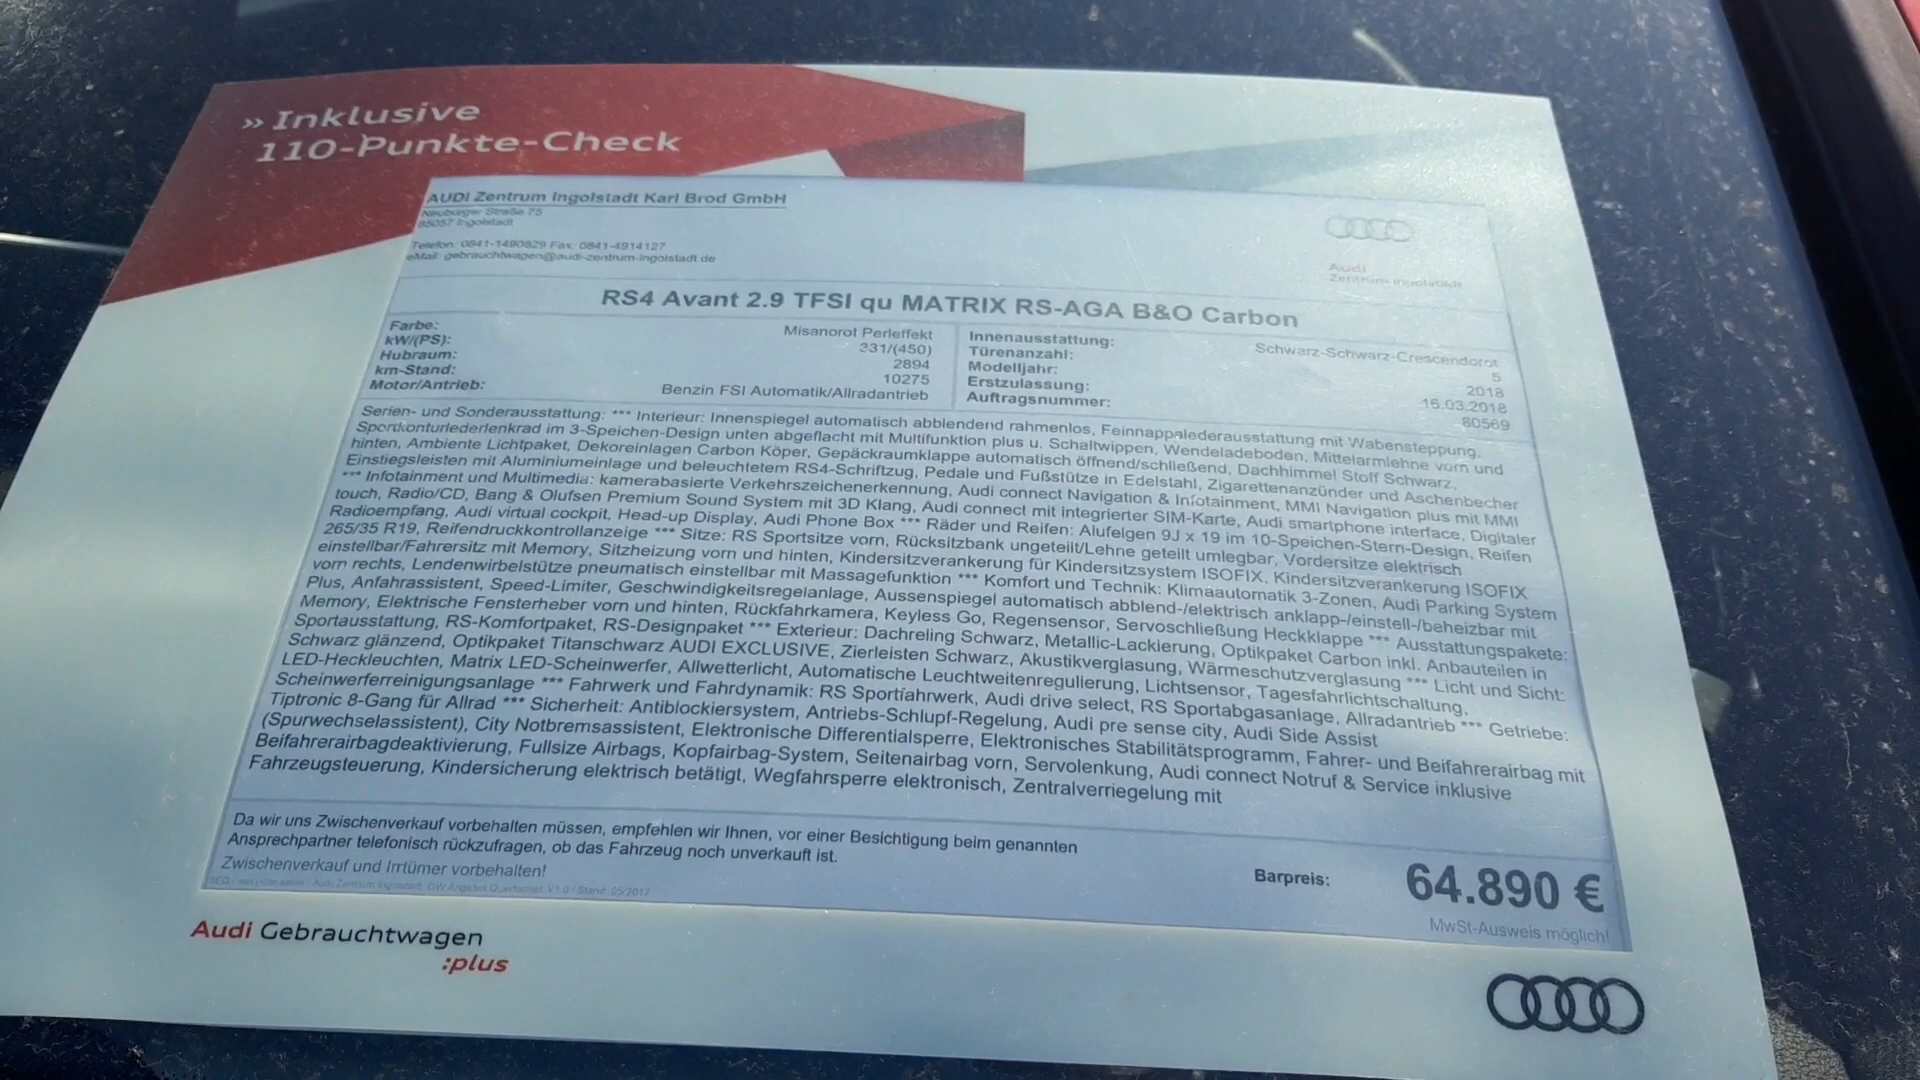 » Inklusive
110-Punkte-Check
AUDI Zentrum Ingolstadt Karl Brod GmbH
Neuburger Straße 75
85057 Ingolstadt
Telefon: 0841-1490829 Fax: 0841-4914127
eMail: gebrauchtwagen@audi-zentrum-ingolstadt.de
Audi
Zentrum Ingolstadt
RS4 Avant 2.9 TFSI qu MATRIX RS-AGA B&O Carbon
Farbe: Misanorot Perleffekt
kW/(PS): 331/(450)
Hubraum: 2894
km-Stand: 10275
Motor/Antrieb: Benzin FSI Automatik/Allradantrieb
Innenausstattung: Schwarz-Schwarz-Crescendorot
Türenanzahl: 5
Modelljahr: 2018
Erstzulassung: 16.03.2018
Auftragsnummer: 80569
Serien- und Sonderausstattung: *** Interieur: Innenspiegel automatisch abblendend rahmenlos, Feinnappalederausstattung mit Wabensteppung,
Sportkonturlederlenkrad im 3-Speichen-Design unten abgeflacht mit Multifunktion plus u. Schaltwippen, Wendeladeboden, Mittelarmlehne vorn und
hinten, Ambiente Lichtpaket, Dekoreinlagen Carbon Köper, Gepäckraumklappe automatisch öffnend/schließend, Dachhimmel Stoff Schwarz,
Einstiegsleisten mit Aluminiumeinlage und beleuchtetem RS4-Schriftzug, Pedale und Fußstütze in Edelstahl, Zigarettenanzünder und Aschenbecher
*** Infotainment und Multimedia: kamerabasierte Verkehrszeichenerkennung, Audi connect Navigation & Infotainment, MMI Navigation plus mit MMI
touch, Radio/CD, Bang & Olufsen Premium Sound System mit 3D Klang, Audi connect mit integrierter SIM-Karte, Audi smartphone interface, Digitaler
Radioempfang, Audi virtual cockpit, Head-up Display, Audi Phone Box *** Räder und Reifen: Alufelgen 9J x 19 im 10-Speichen-Stern-Design, Reifen
265/35 R19, Reifendruckkontrollanzeige *** Sitze: RS Sportsitze vorn, Rücksitzbank ungeteilt/Lehne geteilt umlegbar, Vordersitze elektrisch
einstellbar/Fahrersitz mit Memory, Sitzheizung vorn und hinten, Kindersitzverankerung für Kindersitzsystem ISOFIX, Kindersitzverankerung ISOFIX
vorn rechts, Lendenwirbelstütze pneumatisch einstellbar mit Massagefunktion *** Komfort und Technik: Klimaautomatik 3-Zonen, Audi Parking System
Plus, Anfahrassistent, Speed-Limiter, Geschwindigkeitsregelanlage, Aussenspiegel automatisch abblend-/elektrisch anklapp-/einstell-/beheizbar mit
Memory, Elektrische Fensterheber vorn und hinten, Rückfahrkamera, Keyless Go, Regensensor, Servoschließung Heckklappe *** Ausstattungspakete:
Sportausstattung, RS-Komfortpaket, RS-Designpaket *** Exterieur: Dachreling Schwarz, Metallic-Lackierung, Optikpaket Carbon inkl. Anbauteilen in
Schwarz glänzend, Optikpaket Titanschwarz AUDI EXCLUSIVE, Zierleisten Schwarz, Akustikverglasung, Wärmeschutzverglasung *** Licht und Sicht:
LED-Heckleuchten, Matrix LED-Scheinwerfer, Allwetterlicht, Automatische Leuchtweitenregulierung, Lichtsensor, Tagesfahrlichtschaltung,
Scheinwerferreinigungsanlage *** Fahrwerk und Fahrdynamik: RS Sportfahrwerk, Audi drive select, RS Sportabgasanlage, Allradantrieb *** Getriebe:
Tiptronic 8-Gang für Allrad *** Sicherheit: Antiblockiersystem, Antriebs-Schlupf-Regelung, Audi pre sense city, Audi Side Assist
(Spurwechselassistent), City Notbremsassistent, Elektronische Differentialsperre, Elektronisches Stabilitätsprogramm, Fahrer- und Beifahrerairbag mit
Beifahrerairbagdeaktivierung, Fullsize Airbags, Kopfairbag-System, Seitenairbag vorn, Servolenkung, Audi connect Notruf & Service inklusive
Fahrzeugsteuerung, Kindersicherung elektrisch betätigt, Wegfahrsperre elektronisch, Zentralverriegelung mit
Da wir uns Zwischenverkauf vorbehalten müssen, empfehlen wir Ihnen, vor einer Besichtigung beim genannten
Ansprechpartner telefonisch rückzufragen, ob das Fahrzeug noch unverkauft ist.
Zwischenverkauf und Irrtümer vorbehalten!
Audi Zentrum Ingolstadt, GW Angebot Querformat, V1.0 / Stand: 05/2017
Barpreis: 64.890 €
MwSt-Ausweis möglich!
Audi Gebrauchtwagen
:plus